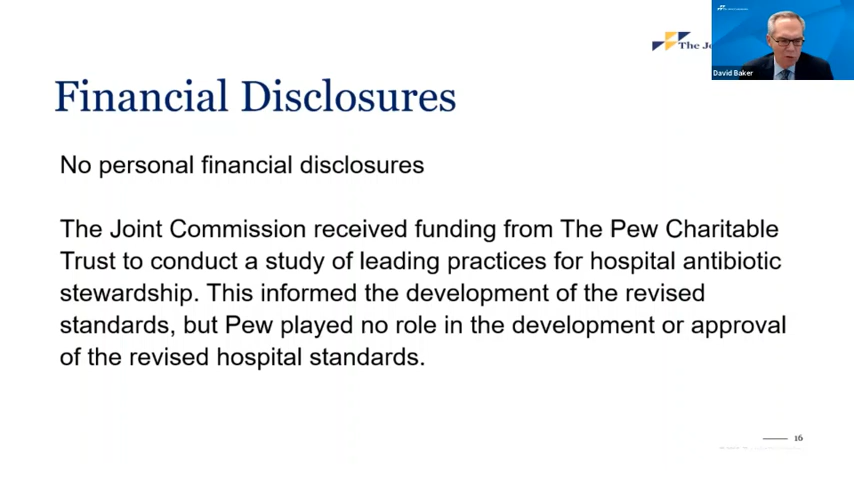 The Jo
David Baker
Financial Disclosures
No personal financial disclosures
The Joint Commission received funding from The Pew Charitable
Trust to conduct a study of leading practices for hospital antibiotic
stewardship. This informed the development of the revised
standards, but Pew played no role in the development or approval
of the revised hospital standards.
16